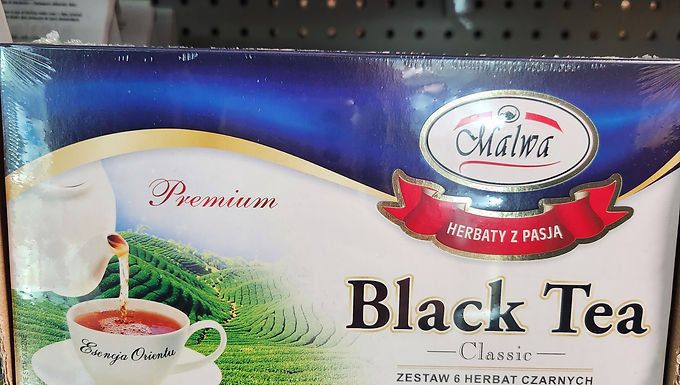 Malwa
HERBATY Z PASJĄ
Premium
Black Tea
Classic
ZESTAW 6 HERBAT CZARNYCH
Esencja Orientu